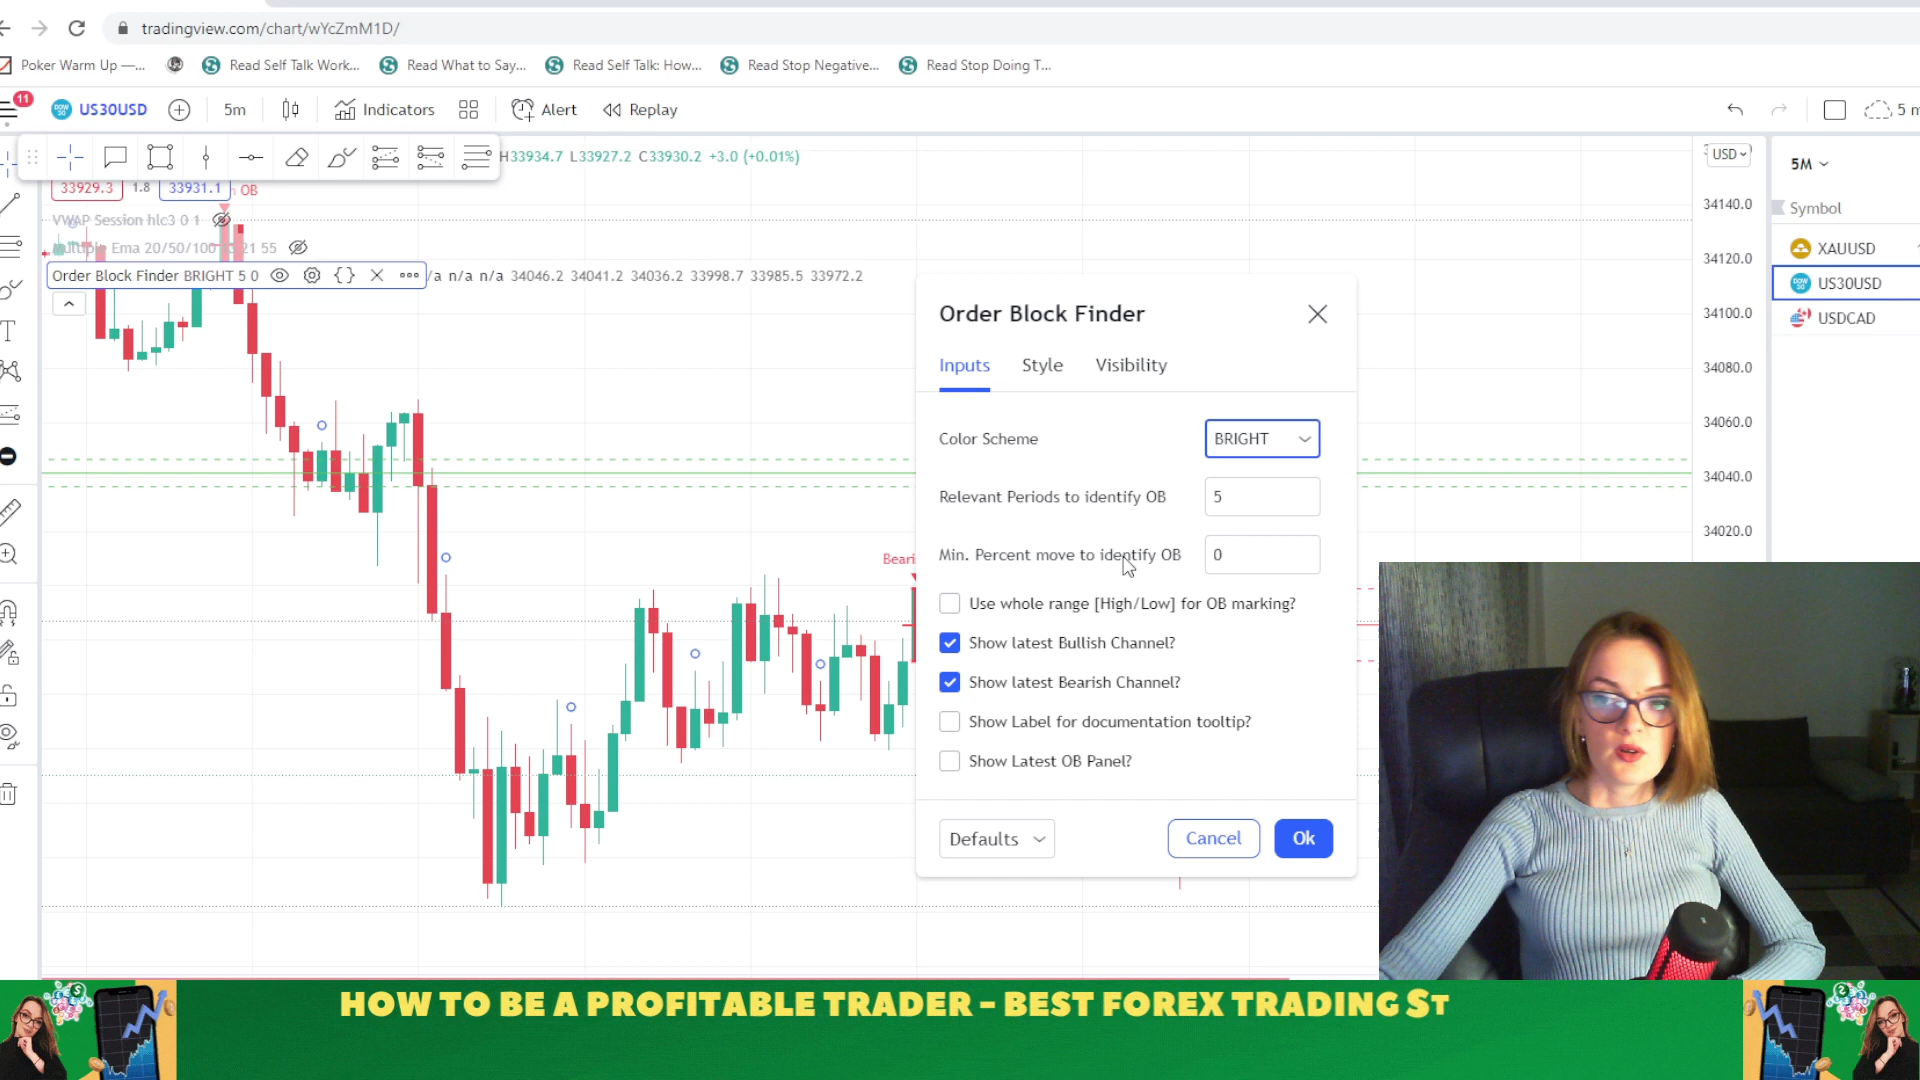 tradingview.com/chart/wYcZmM1D/
Poker Warm Up —...
Read Self Talk Work...
Read What to Say...
Read Self Talk: How...
Read Stop Negative...
Read Stop Doing T...
11
US30USD
5m
Indicators
Alert
Replay
5 m
H33934.7 L33927.2 C33930.2 +3.0 (+0.01%)
USD
5M
33929.3
1.8
33931.1
OB
34140.0
Symbol
VWAP Session hlc3 0 1
Multiple Ema 20/50/100 13 21 55
XAUUSD
34120.0
Order Block Finder BRIGHT 5 0
/a n/a n/a 34046.2 34041.2 34036.2 33998.7 33985.5 33972.2
US30USD
34100.0
USDCAD
34080.0
34060.0
34040.0
34020.0
Bear
Order Block Finder
Inputs
Style
Visibility
Color Scheme
BRIGHT
Relevant Periods to identify OB
5
Min. Percent move to identify OB
0
Use whole range [High/Low] for OB marking?
Show latest Bullish Channel?
Show latest Bearish Channel?
Show Label for documentation tooltip?
Show Latest OB Panel?
Defaults
Cancel
Ok
HOW TO BE A PROFITABLE TRADER - BEST FOREX TRADING ST